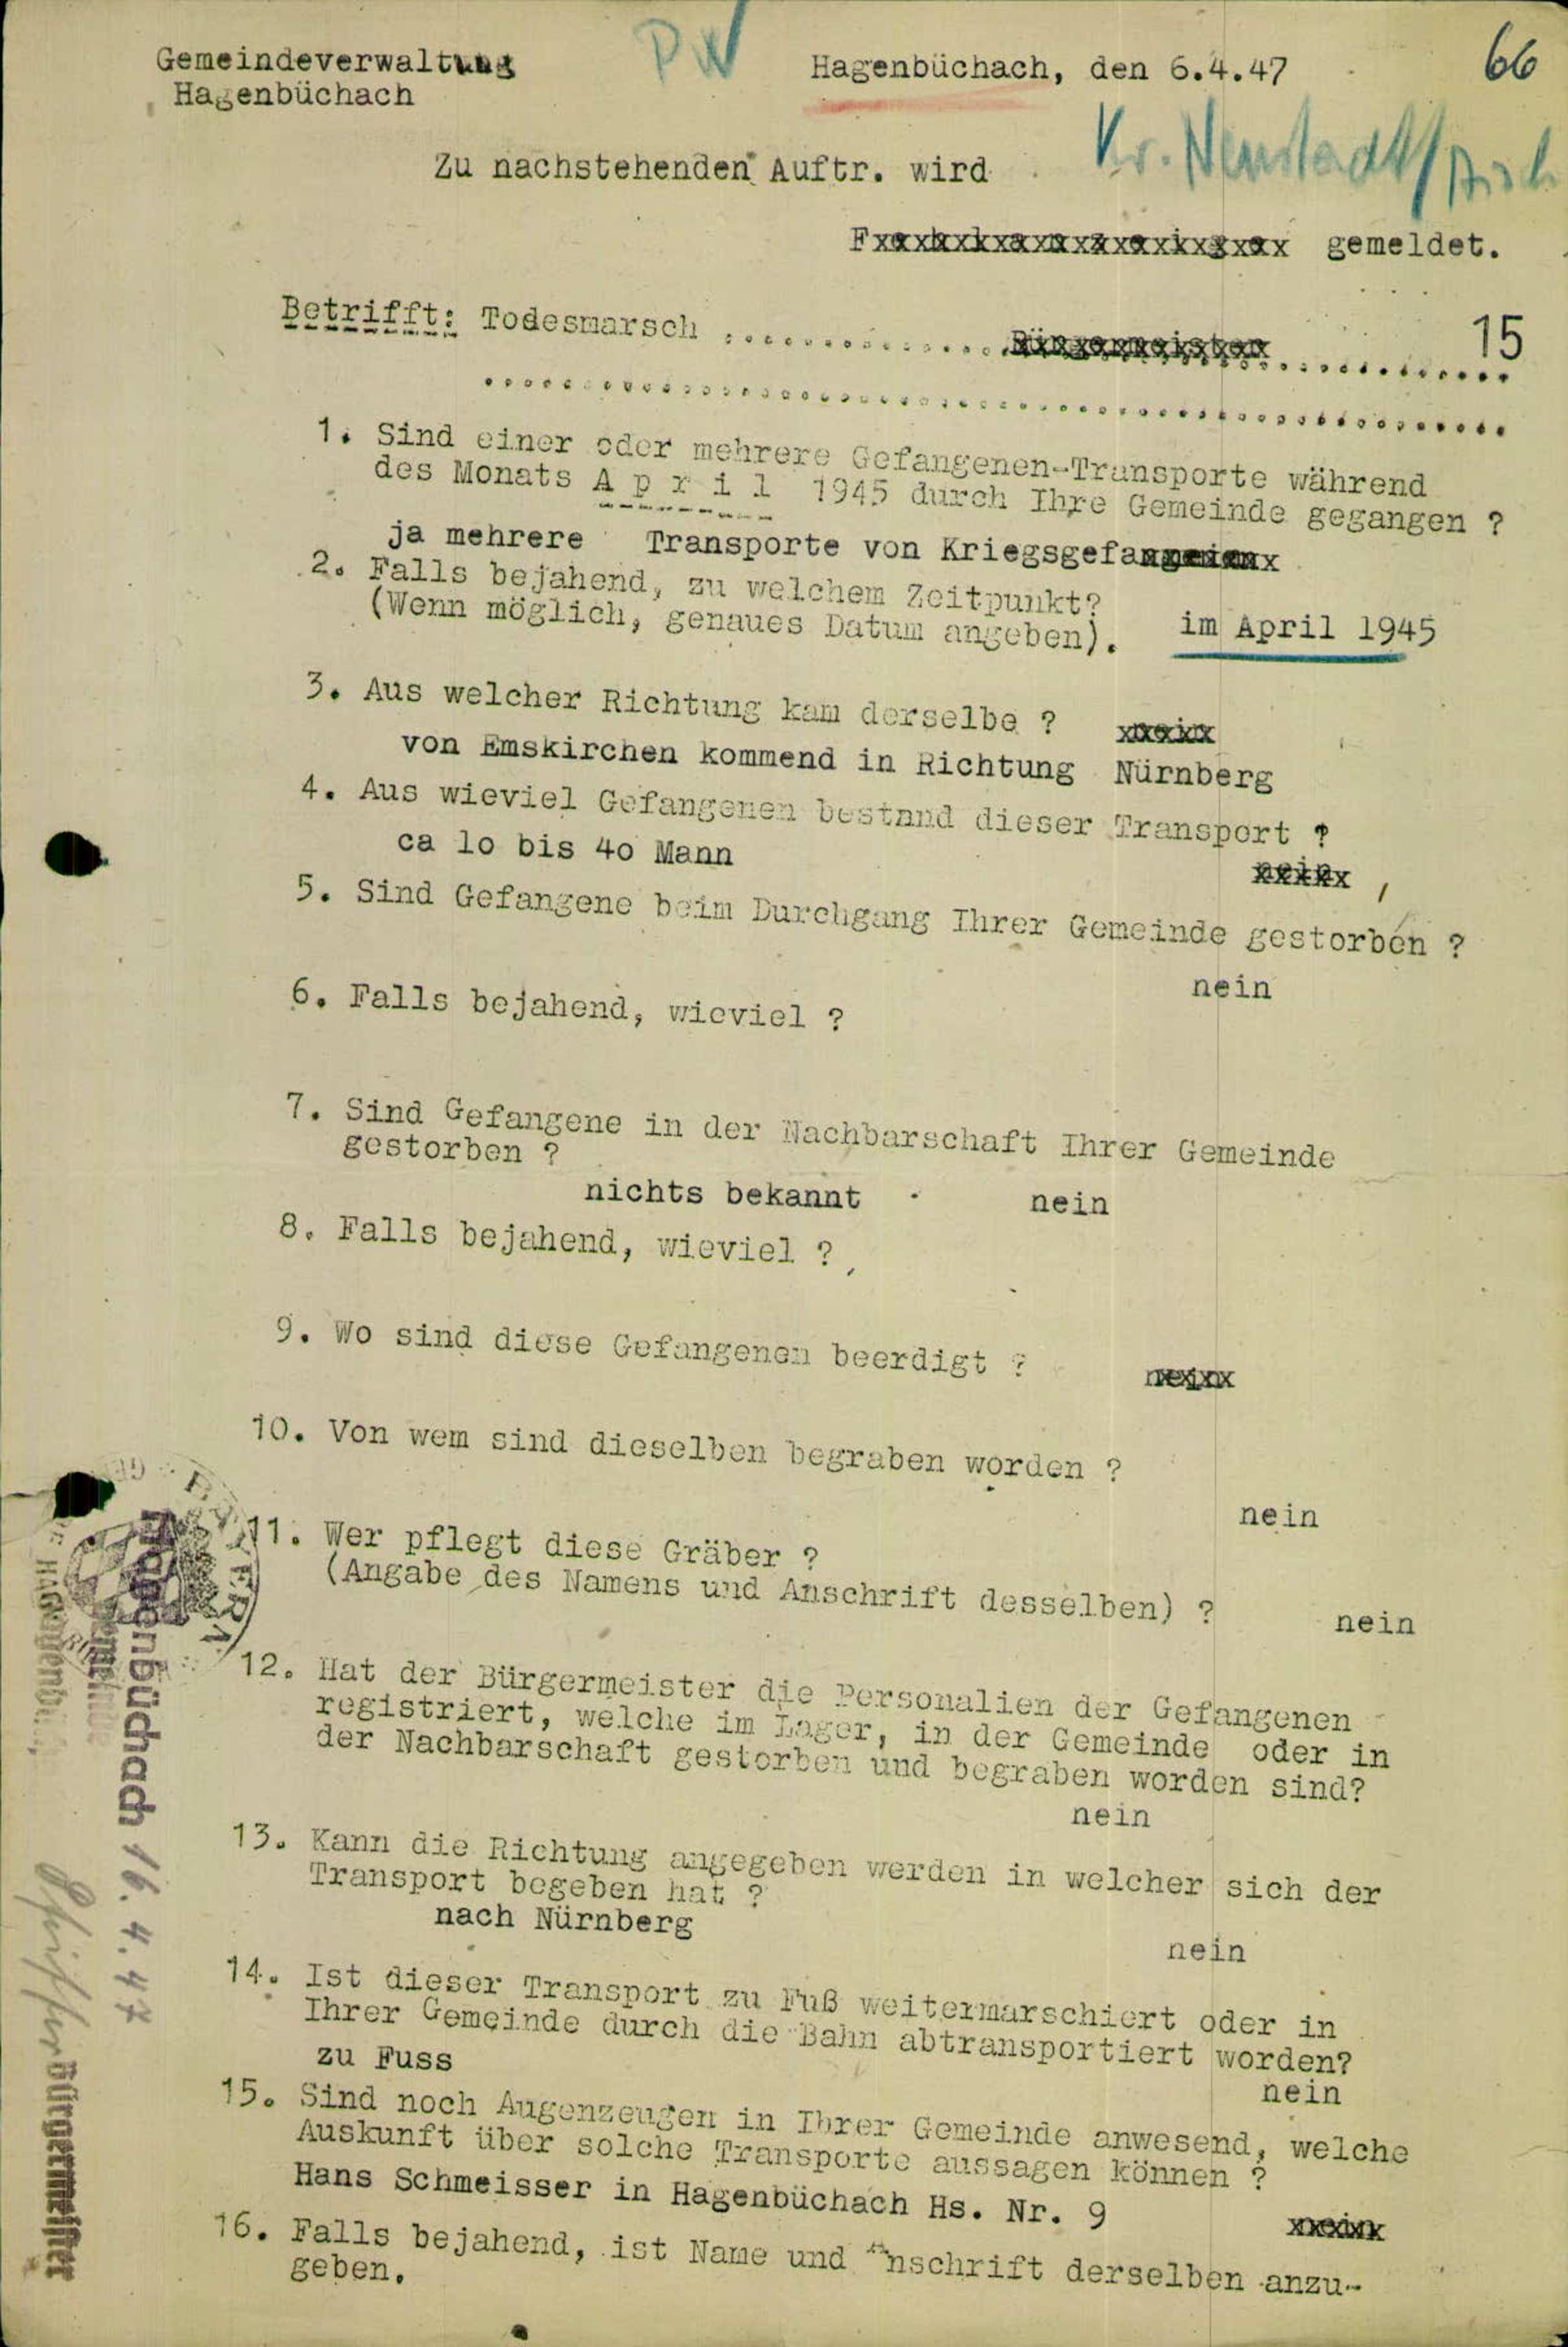 PW
66
Gemeindeverwaltung
Hagenbüchach
Hagenbüchach, den 6.4.47
Kr. Neustadt/Aisch
Zu nachstehenden Auftr. wird
gemeldet.
Betrifft: Todesmarsch ..............................
15
..............................
1. Sind einer oder mehrere Gefangenen-Transporte während
des Monats A p r i l 1945 durch Ihre Gemeinde gegangen ?
ja mehrere Transporte von Kriegsgefangenen
2. Falls bejahend, zu welchem Zeitpunkt?
(Wenn möglich, genaues Datum angeben). im April 1945
3. Aus welcher Richtung kam derselbe ?
von Emskirchen kommend in Richtung Nürnberg
4. Aus wieviel Gefangenen bestand dieser Transport ?
ca 1o bis 4o Mann
5. Sind Gefangene beim Durchgang Ihrer Gemeinde gestorben ?
nein
6. Falls bejahend, wieviel ?
7. Sind Gefangene in der Nachbarschaft Ihrer Gemeinde
gestorben ?
nichts bekannt nein
8. Falls bejahend, wieviel ?
9. Wo sind diese Gefangenen beerdigt ?
10. Von wem sind dieselben begraben worden ?
nein
11. Wer pflegt diese Gräber ?
(Angabe des Namens und Anschrift desselben) ? nein
12. Hat der Bürgermeister die Personalien der Gefangenen
registriert, welche im Lager, in der Gemeinde oder in
der Nachbarschaft gestorben und begraben worden sind?
nein
13. Kann die Richtung angegeben werden in welcher sich der
Transport begeben hat ?
nach Nürnberg
nein
14. Ist dieser Transport zu Fuß weitermarschiert oder in
Ihrer Gemeinde durch die Bahn abtransportiert worden?
zu Fuss
nein
15. Sind noch Augenzeugen in Ihrer Gemeinde anwesend, welche
Auskunft über solche Transporte aussagen können ?
Hans Schmeisser in Hagenbüchach Hs. Nr. 9
16. Falls bejahend, ist Name und Anschrift derselben anzu-
geben.
Hagenbüchach 16. 4. 47
Bürgermeister